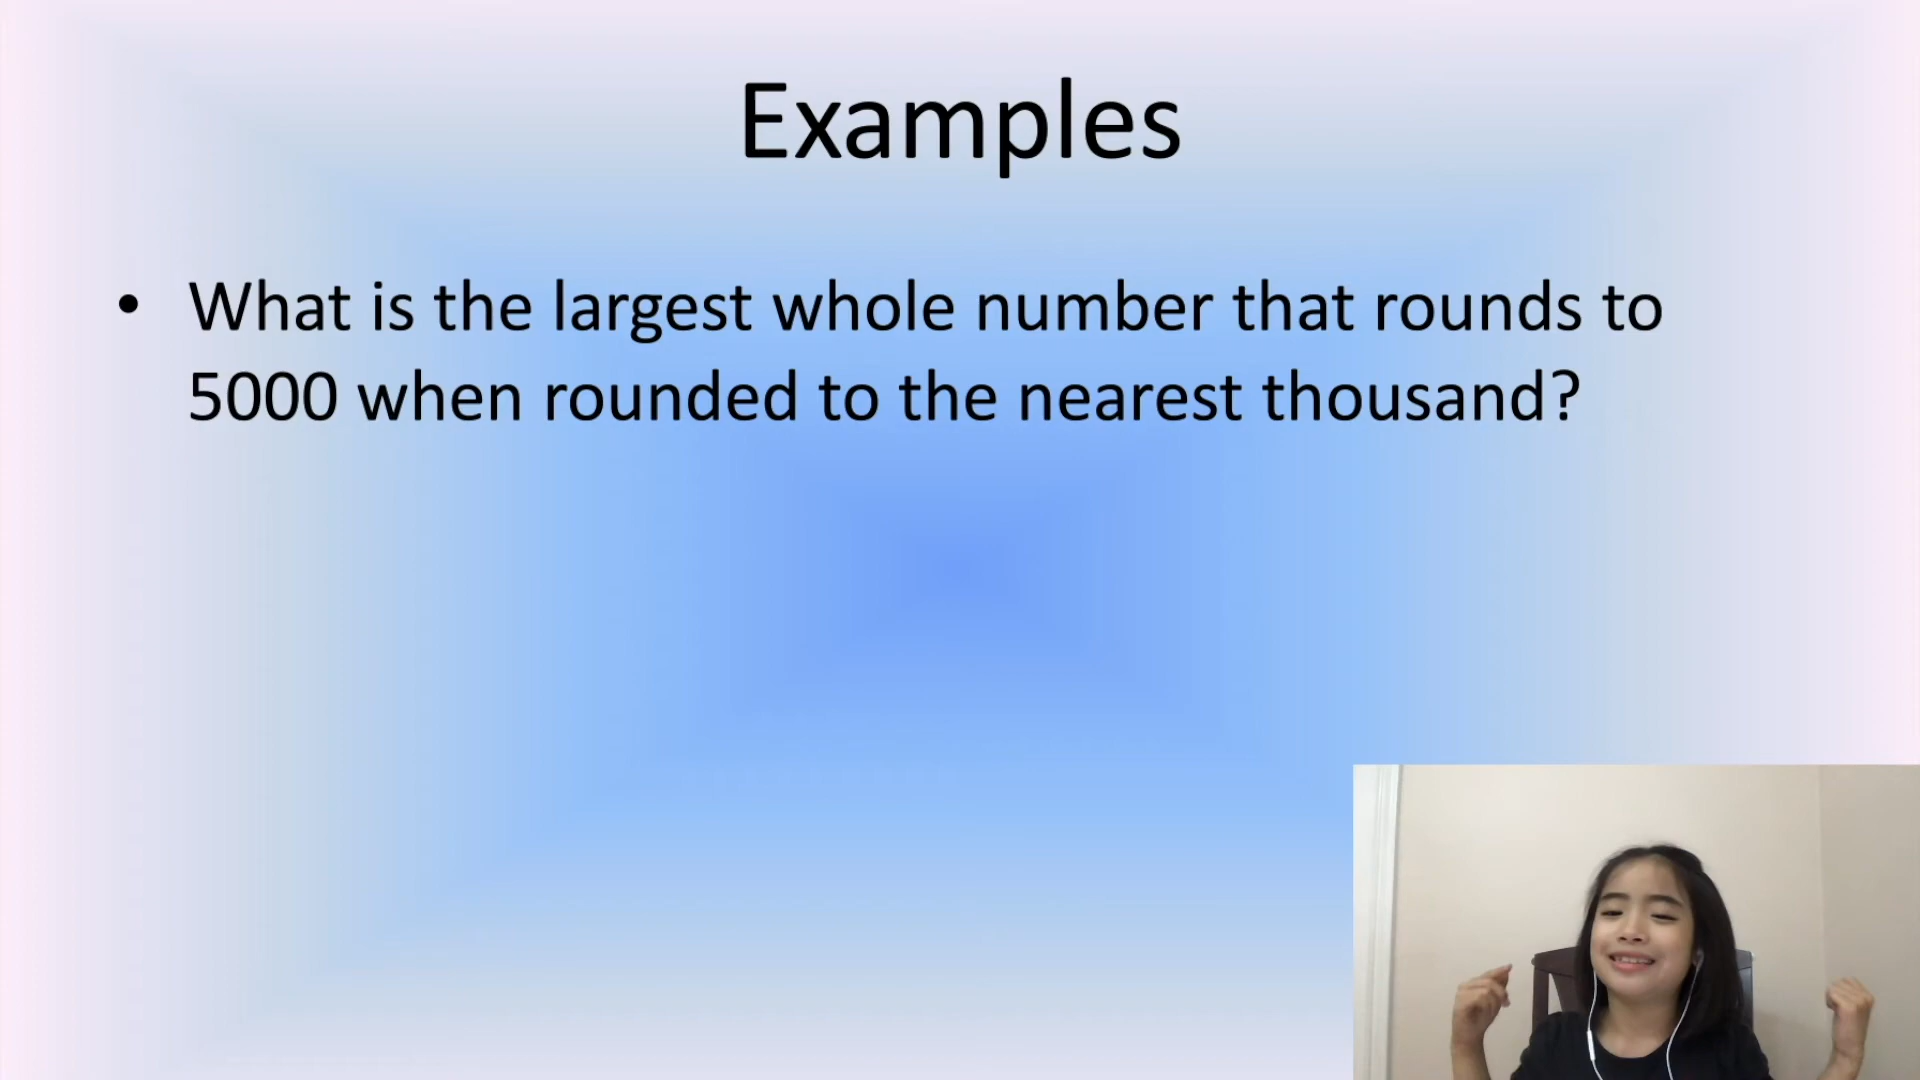 Examples
• What is the largest whole number that rounds to
5000 when rounded to the nearest thousand?